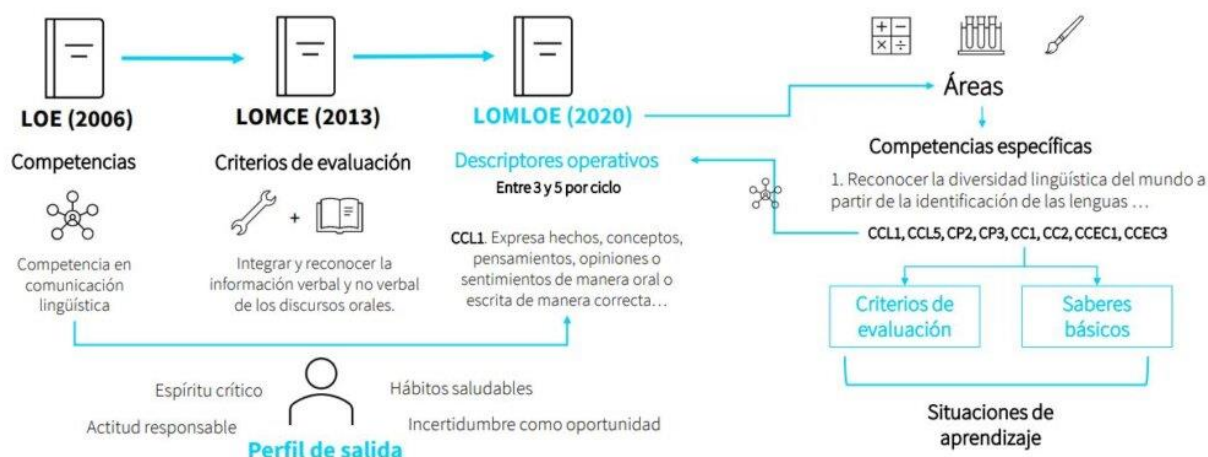 LOE (2006)
Competencias
Competencia en
comunicación
lingüística
LOMCE (2013)
Criterios de evaluación
+
Integrar y reconocer la
información verbal y no verbal
de los discursos orales.
LOMLOE (2020)
Descriptores operativos
Entre 3 y 5 por ciclo
CCL1. Expresa hechos, conceptos,
pensamientos, opiniones o
sentimientos de manera oral o
escrita de manera correcta...
Áreas
Competencias específicas
1. Reconocer la diversidad lingüística del mundo a
partir de la identificación de las lenguas ...
CCL1, CCL5, CP2, CP3, CC1, CC2, CCEC1, CCEC3
Criterios de
evaluación
Saberes
básicos
Situaciones de
aprendizaje
Espíritu crítico
Hábitos saludables
Actitud responsable
Incertidumbre como oportunidad
Perfil de salida